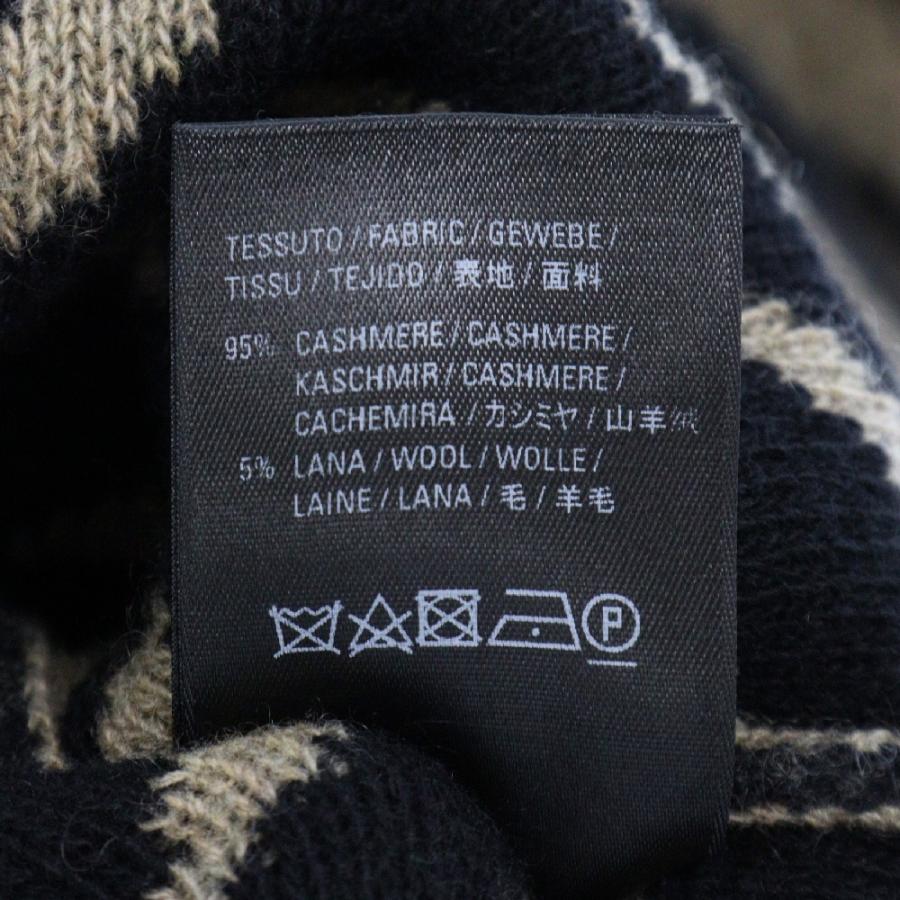 TESSUTO / FABRIC / GEWEBE /
TISSU / TEJIDO / 表地 / 面料
95% CASHMERE / CASHMERE /
KASCHMIR / CASHMERE /
CACHEMIRA / カシミヤ / 山羊绒
5% LANA / WOOL / WOLLE /
LAINE / LANA / 毛 / 羊毛
P